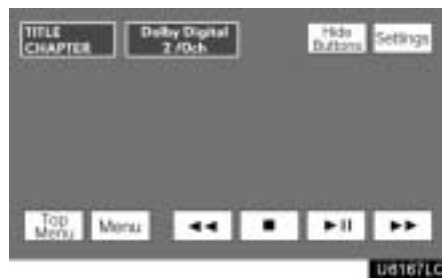 TITLE
CHAPTER
Dolby Digital
2 /0ch
Hide
Buttons
Settings
Top
Menu
Menu
U6167LC